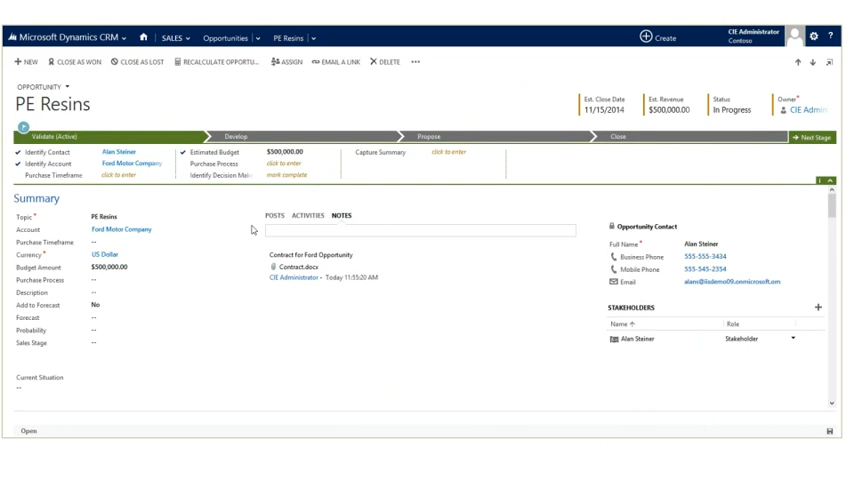 Microsoft Dynamics CRM SALES Opportunities PE Resins Create CIE Administrator Contoso ?
NEW CLOSE AS WON CLOSE AS LOST RECALCULATE OPPORTU... ASSIGN EMAIL A LINK DELETE ...
OPPORTUNITY
PE Resins
Est. Close Date
11/15/2014
Est. Revenue
$500,000.00
Status
In Progress
Owner*
CIE Admin
Validate (Active) Develop Propose Close Next Stage
Identify Contact Alan Steiner Estimated Budget $500,000.00 Capture Summary click to enter
Identify Account Ford Motor Company Purchase Process click to enter
Purchase Timeframe click to enter Identify Decision Mak mark complete
Summary
Topic* PE Resins
Account Ford Motor Company
Purchase Timeframe --
Currency* US Dollar
Budget Amount $500,000.00
Purchase Process --
Description --
Add to Forecast No
Forecast --
Probability --
Sales Stage --
Current Situation
--
POSTS ACTIVITIES NOTES
Contract for Ford Opportunity
Contract.docx
CIE Administrator - Today 11:55:20 AM
Opportunity Contact
Full Name* Alan Steiner
Business Phone 555-555-3434
Mobile Phone 555-545-2354
Email
STAKEHOLDERS +
Name ↑ Role
Alan Steiner Stakeholder
Open